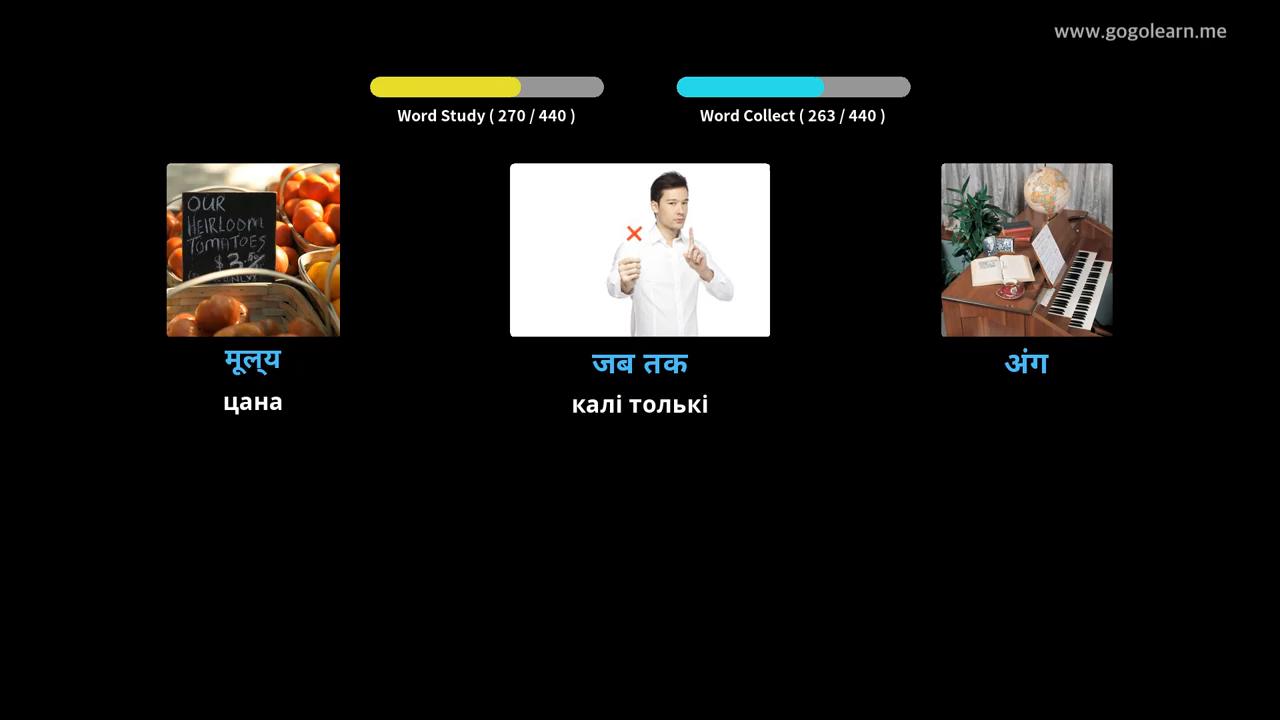 www.gogolearn.me
Word Study ( 270 / 440 )
Word Collect ( 263 / 440 )
OUR
HEIRLOOM
TOMATOES
मूल्य
जब तक
अंग
цана
калі толькі